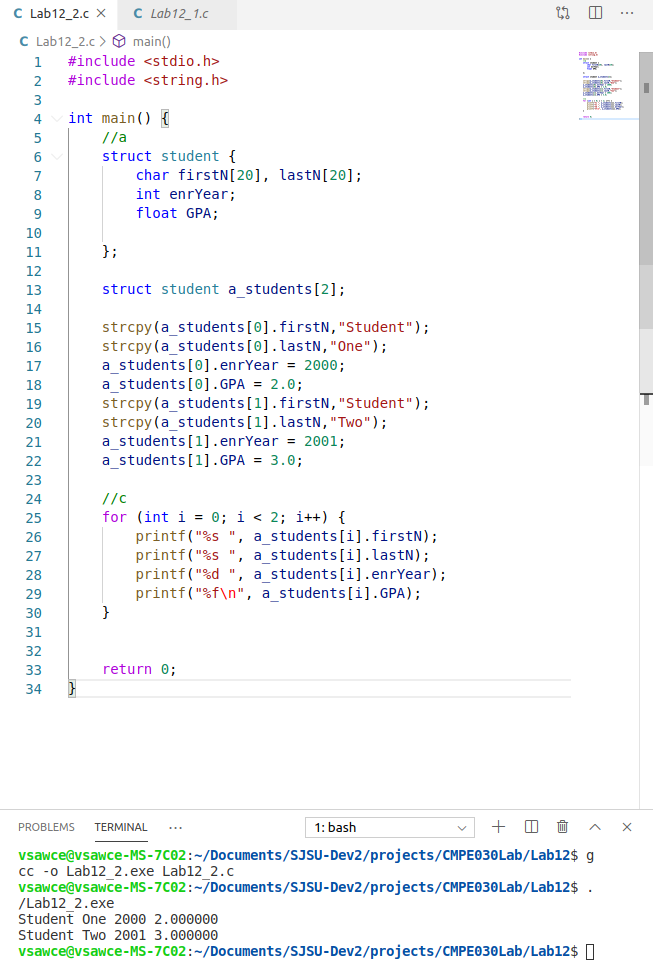 C Lab12_2.c × C Lab12_1.c ···
C Lab12_2.c > main()
1 #include <stdio.h>
2 #include <string.h>
3
4 int main() {
5     //a
6     struct student {
7         char firstN[20], lastN[20];
8         int enrYear;
9         float GPA;
10
11     };
12
13     struct student a_students[2];
14
15     strcpy(a_students[0].firstN,"Student");
16     strcpy(a_students[0].lastN,"One");
17     a_students[0].enrYear = 2000;
18     a_students[0].GPA = 2.0;
19     strcpy(a_students[1].firstN,"Student");
20     strcpy(a_students[1].lastN,"Two");
21     a_students[1].enrYear = 2001;
22     a_students[1].GPA = 3.0;
23
24     //c
25     for (int i = 0; i < 2; i++) {
26         printf("%s ", a_students[i].firstN);
27         printf("%s ", a_students[i].lastN);
28         printf("%d ", a_students[i].enrYear);
29         printf("%f\n", a_students[i].GPA);
30     }
31
32
33     return 0;
34 }
PROBLEMS TERMINAL ··· 1: bash
vsawce@vsawce-MS-7C02:~/Documents/SJSU-Dev2/projects/CMPE030Lab/Lab12$ g
cc -o Lab12_2.exe Lab12_2.c
vsawce@vsawce-MS-7C02:~/Documents/SJSU-Dev2/projects/CMPE030Lab/Lab12$ .
/Lab12_2.exe
Student One 2000 2.000000
Student Two 2001 3.000000
vsawce@vsawce-MS-7C02:~/Documents/SJSU-Dev2/projects/CMPE030Lab/Lab12$